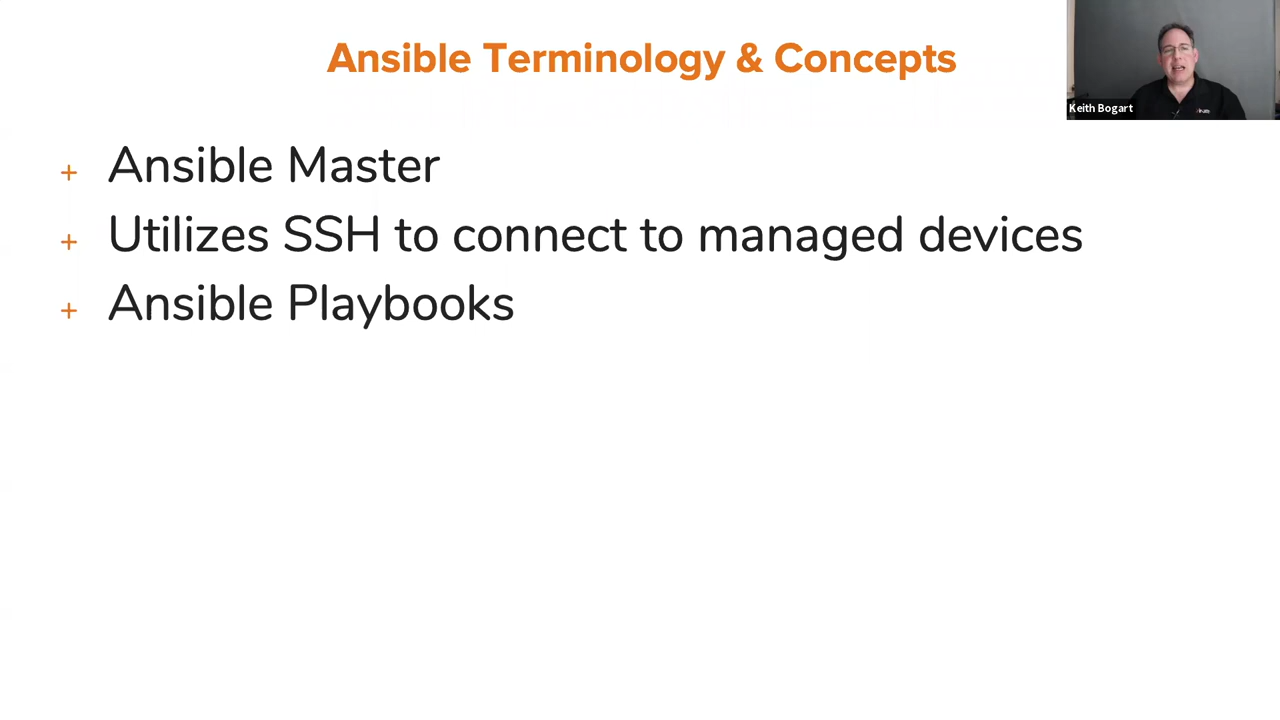 Ansible Terminology & Concepts
Keith Bogart
+ Ansible Master
+ Utilizes SSH to connect to managed devices
+ Ansible Playbooks